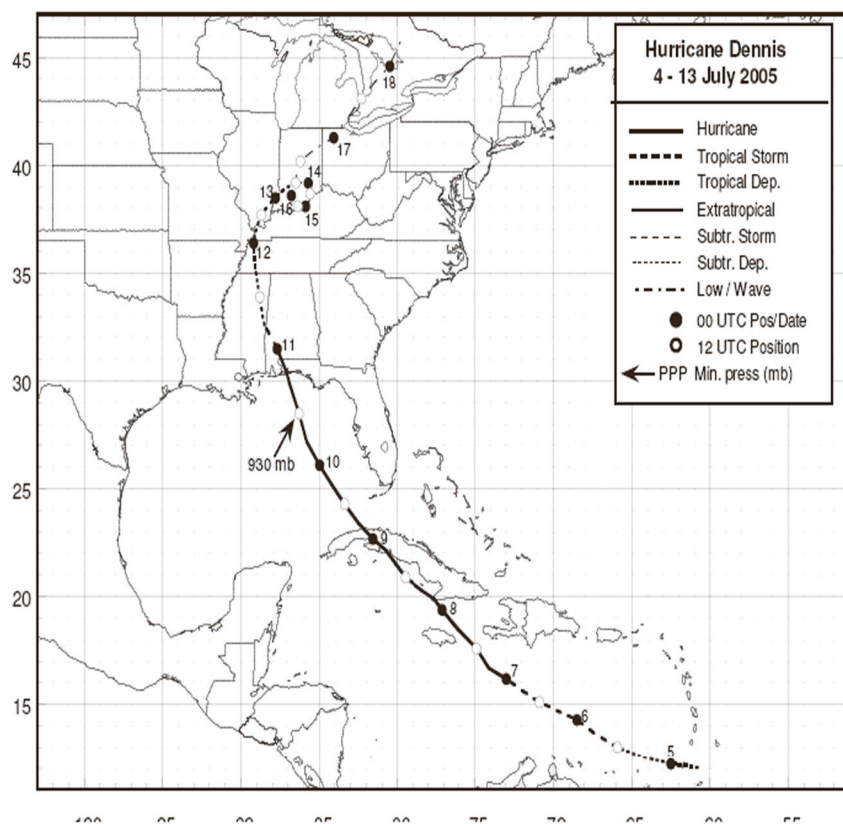 Hurricane Dennis
4 - 13 July 2005
Hurricane
Tropical Storm
Tropical Dep.
Extratropical
Subtr. Storm
Subtr. Dep.
Low / Wave
00 UTC Pos/Date
12 UTC Position
PPP Min. press (mb)
45
18
40
17
14
13
16
15
12
35
11
30
930 mb
10
25
9
20
8
7
15
6
5